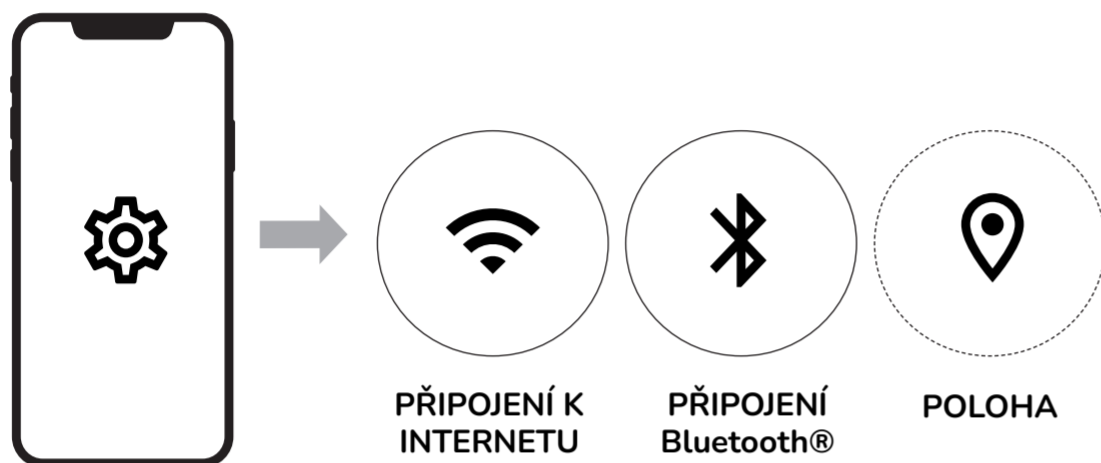 PŘIPOJENÍ K
INTERNETU
PŘIPOJENÍ
Bluetooth®
POLOHA